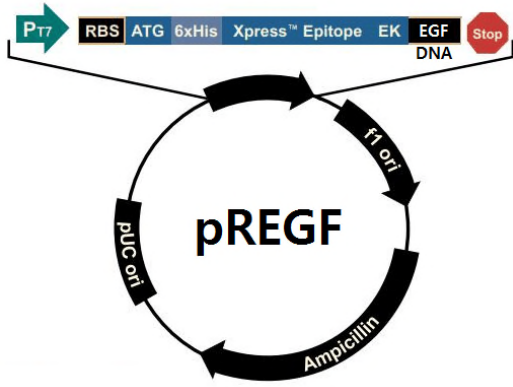 PT7 RBS ATG 6xHis Xpress™ Epitope EK EGF Stop
DNA
f1 ori
pREGF
pUC ori
Ampicillin